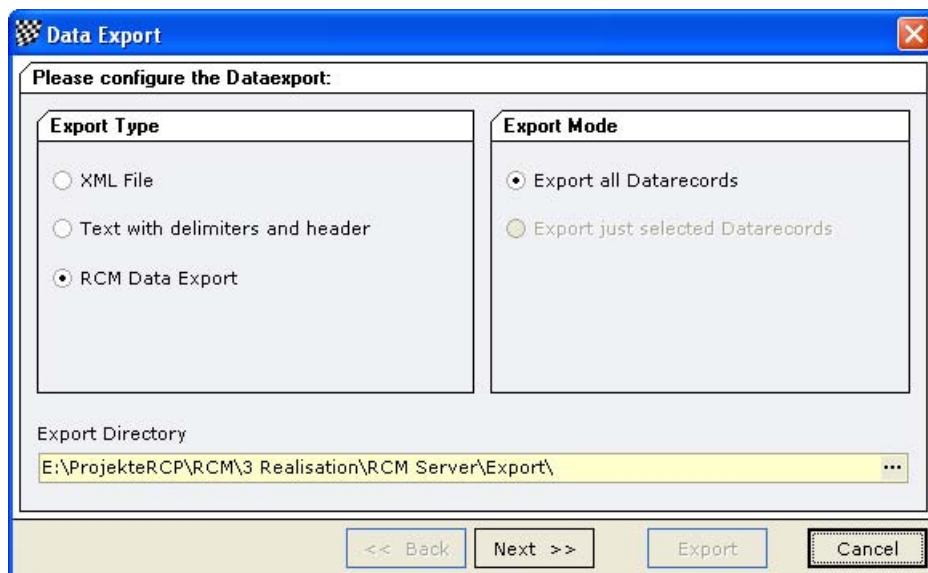 Data Export
Please configure the Dataexport:
Export Type
XML File
Text with delimiters and header
RCM Data Export
Export Mode
Export all Datarecords
Export just selected Datarecords
Export Directory
E:\ProjekteRCP\RCM\3 Realisation\RCM Server\Export\
...
<< Back
Next >>
Export
Cancel